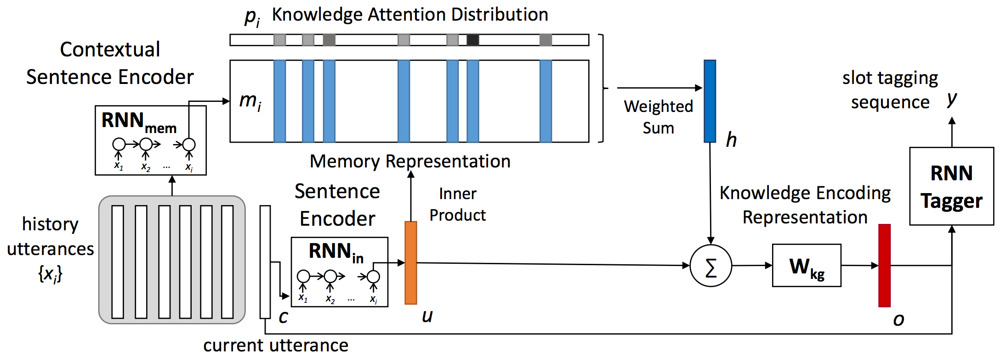 p_i Knowledge Attention Distribution
Contextual
Sentence Encoder
m_i
RNN_mem
x_1 x_2 ... x_i
Weighted
Sum
h
slot tagging
sequence y
Memory Representation
Sentence
Encoder
Inner
Product
history
utterances
{x_i}
RNN_in
x_1 x_2 ... x_i
c
u
current utterance
Σ
W_kg
Knowledge Encoding
Representation
o
RNN
Tagger